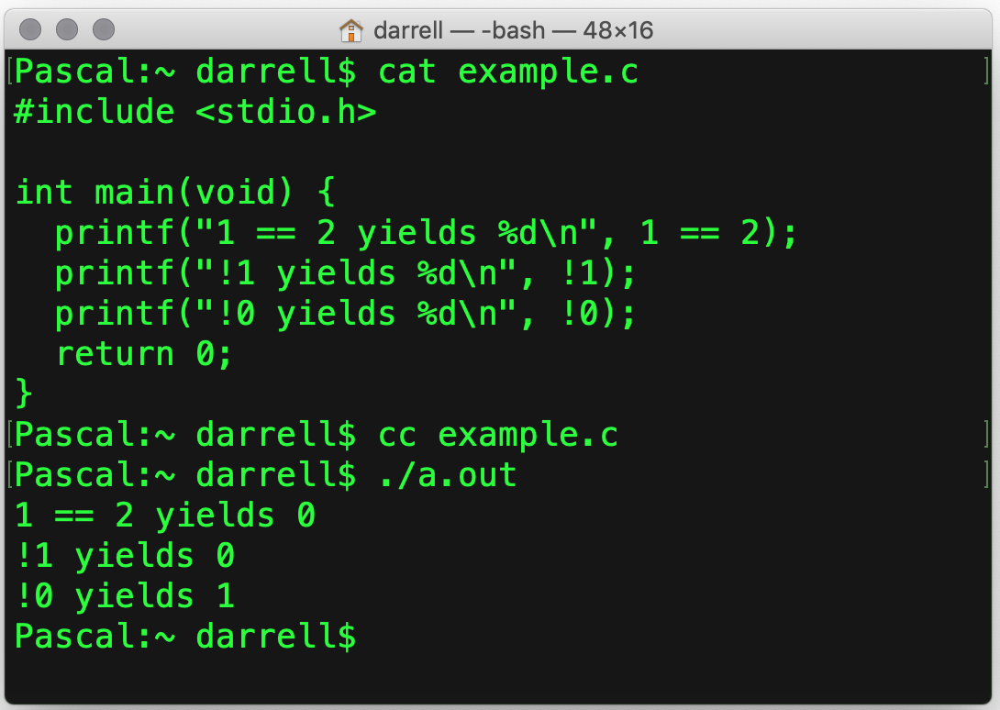 darrell — -bash — 48×16
[Pascal:~ darrell$ cat example.c ]
#include <stdio.h>

int main(void) {
  printf("1 == 2 yields %d\n", 1 == 2);
  printf("!1 yields %d\n", !1);
  printf("!0 yields %d\n", !0);
  return 0;
}
[Pascal:~ darrell$ cc example.c ]
[Pascal:~ darrell$ ./a.out ]
1 == 2 yields 0
!1 yields 0
!0 yields 1
Pascal:~ darrell$